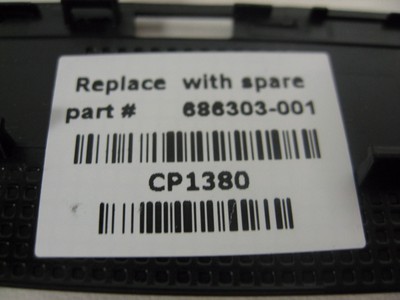 Replace with spare
part # 686303-001
CP1380